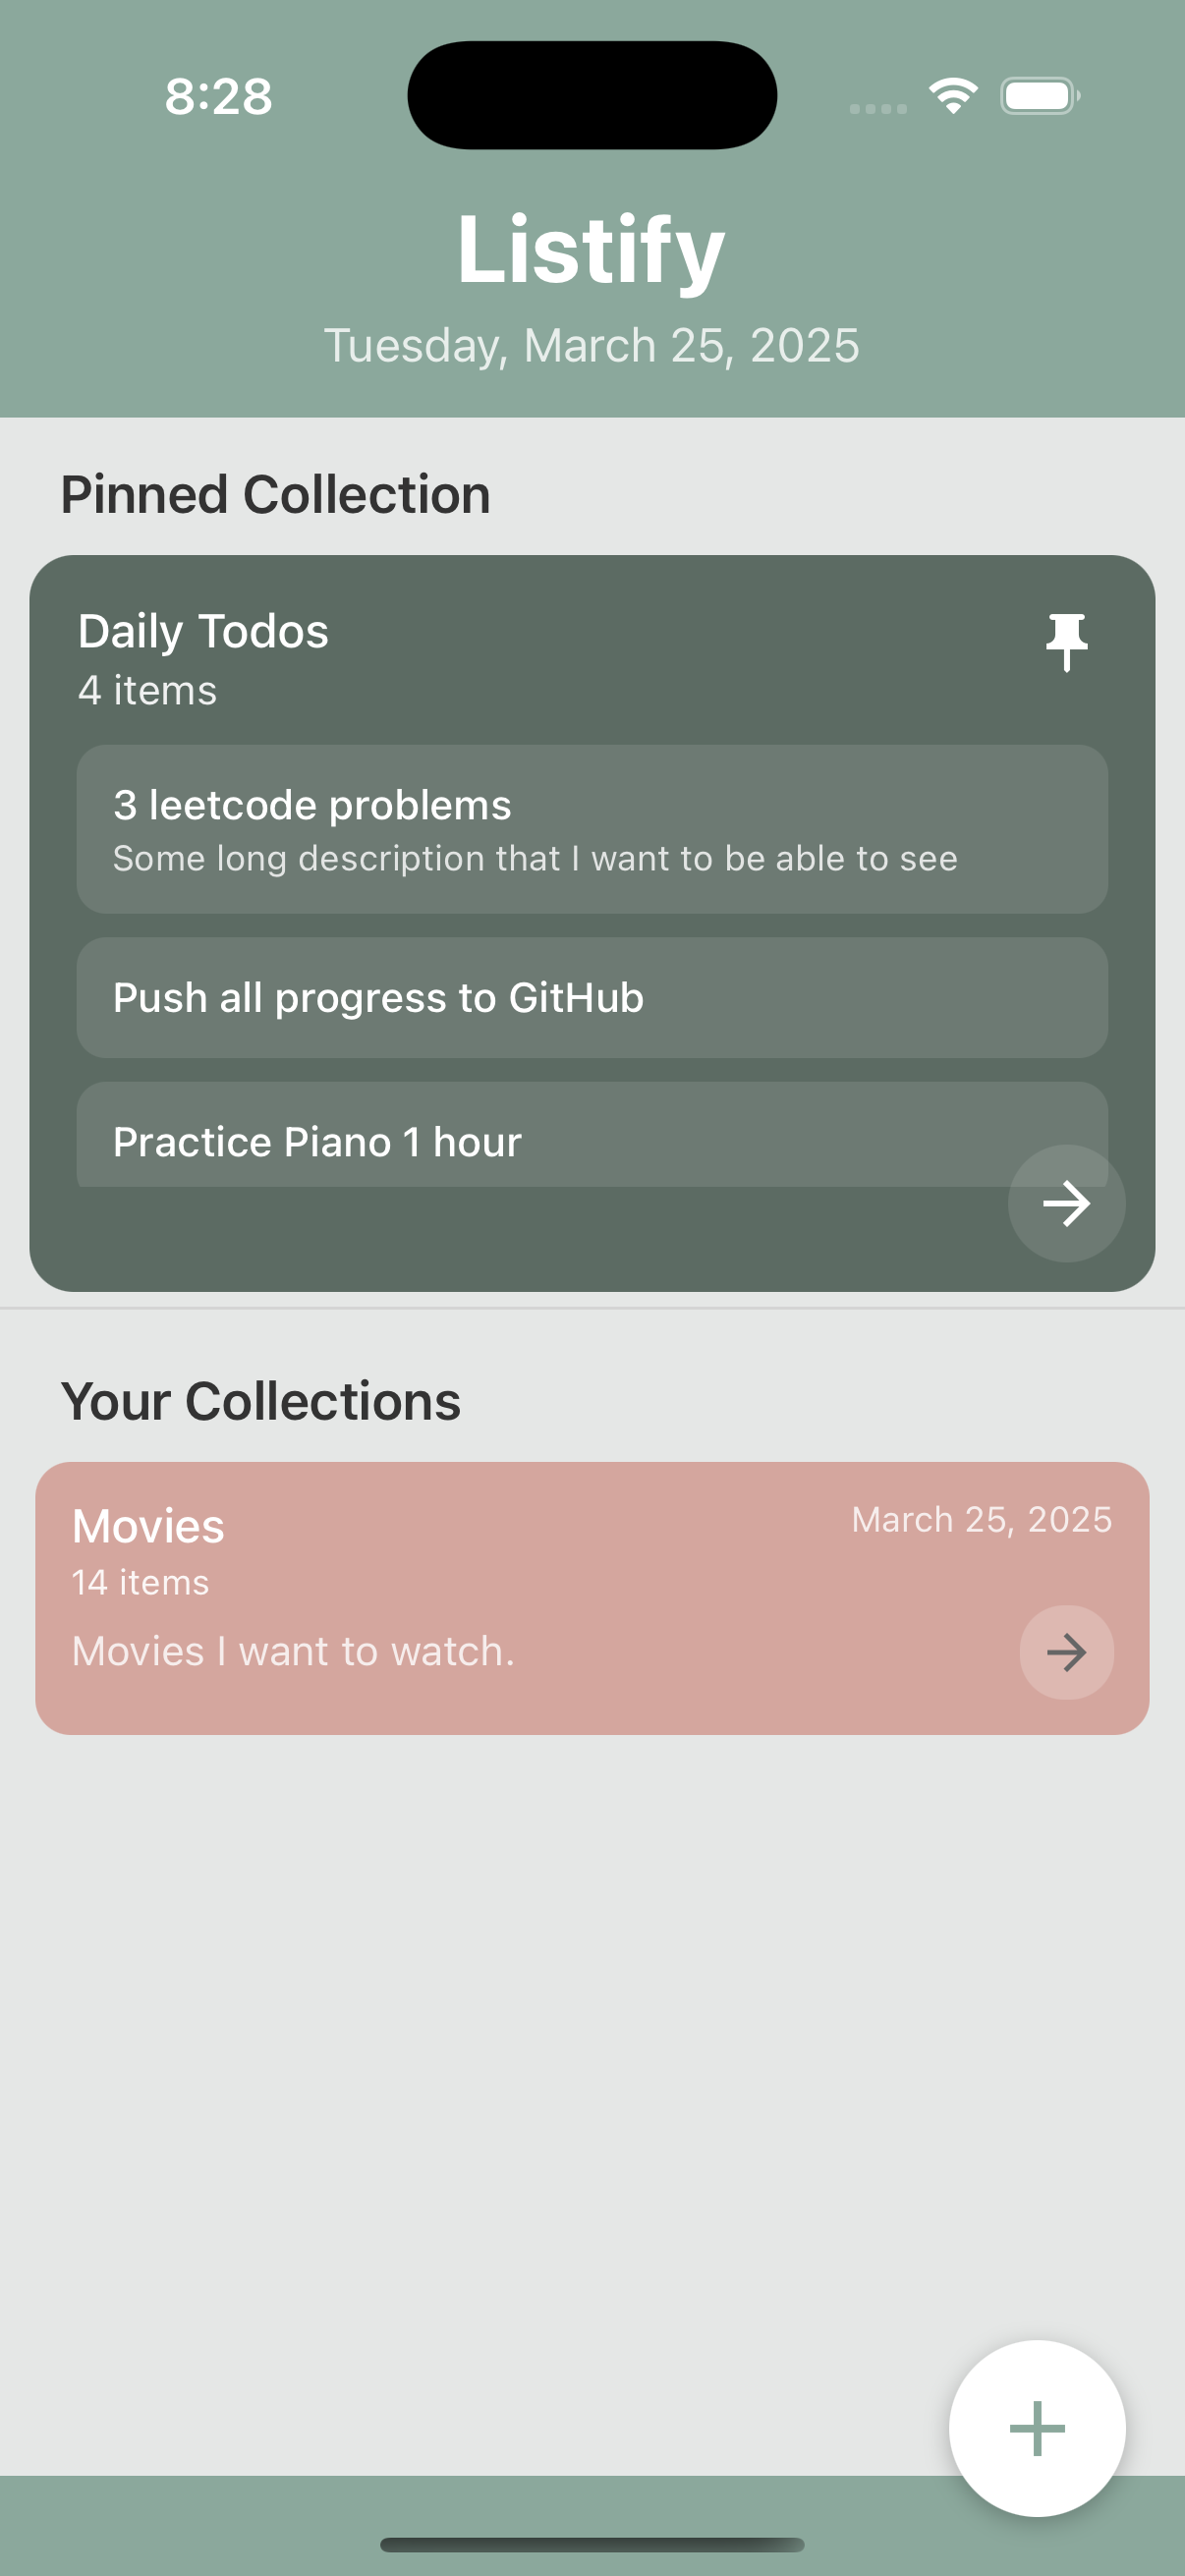 8:28
Listify
Tuesday, March 25, 2025
Pinned Collection
Daily Todos
4 items
3 leetcode problems
Some long description that I want to be able to see
Push all progress to GitHub
Practice Piano 1 hour
Your Collections
Movies
March 25, 2025
14 items
Movies I want to watch.